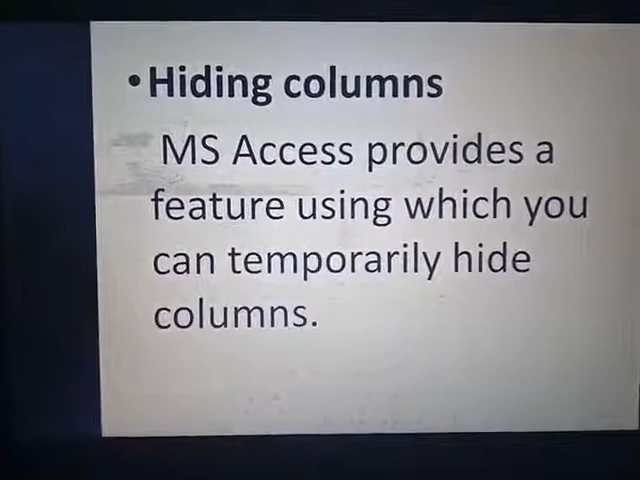 •Hiding columns
MS Access provides a
feature using which you
can temporarily hide
columns.